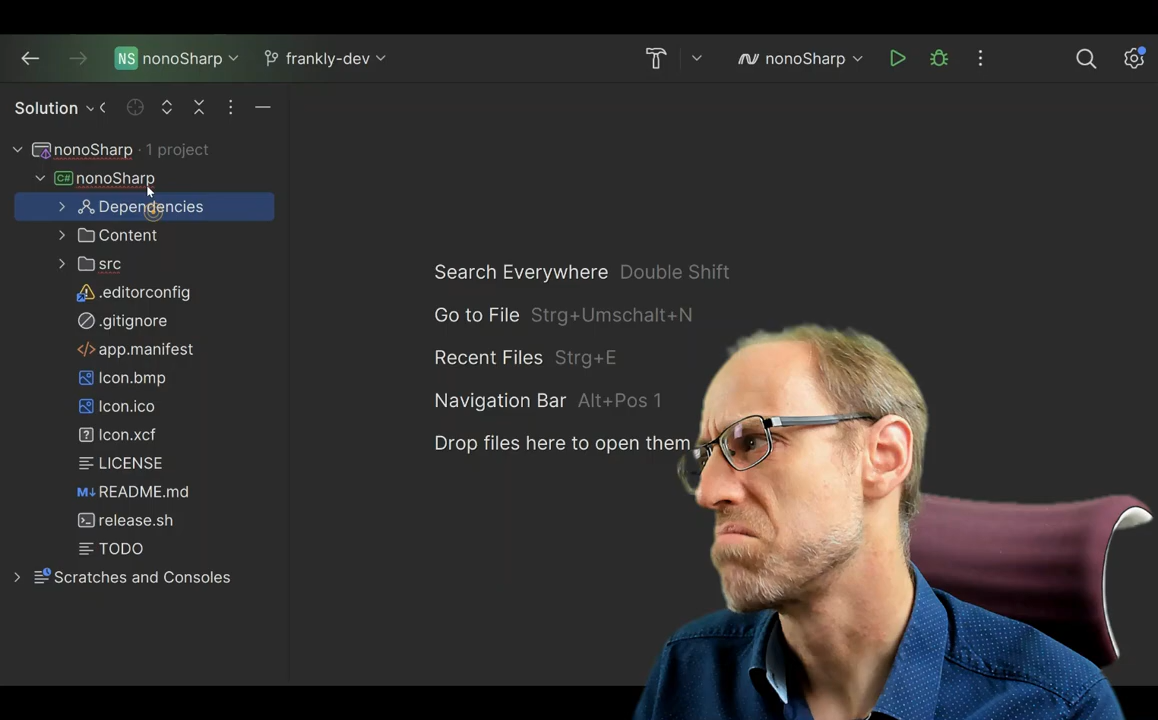 NS nonoSharp frankly-dev nonoSharp
Solution
nonoSharp · 1 project
C# nonoSharp
Dependencies
Content
src
.editorconfig
.gitignore
app.manifest
Icon.bmp
Icon.ico
Icon.xcf
LICENSE
M↓ README.md
release.sh
TODO
Scratches and Consoles
Search Everywhere Double Shift
Go to File Strg+Umschalt+N
Recent Files Strg+E
Navigation Bar Alt+Pos 1
Drop files here to open them